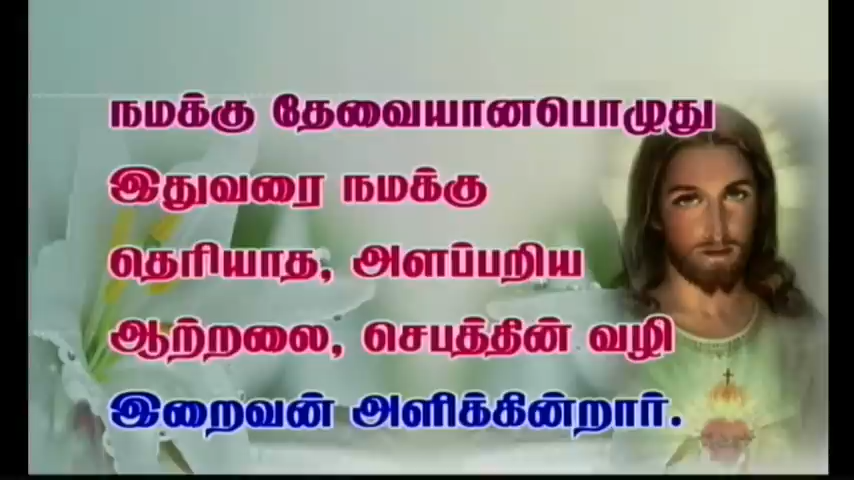 நமக்கு தேவையானபொழுது
இதுவரை நமக்கு
தெரியாத, அளப்பறிய
ஆற்றலை, செபத்தின் வழி
இறைவன் அளிக்கின்றார்.